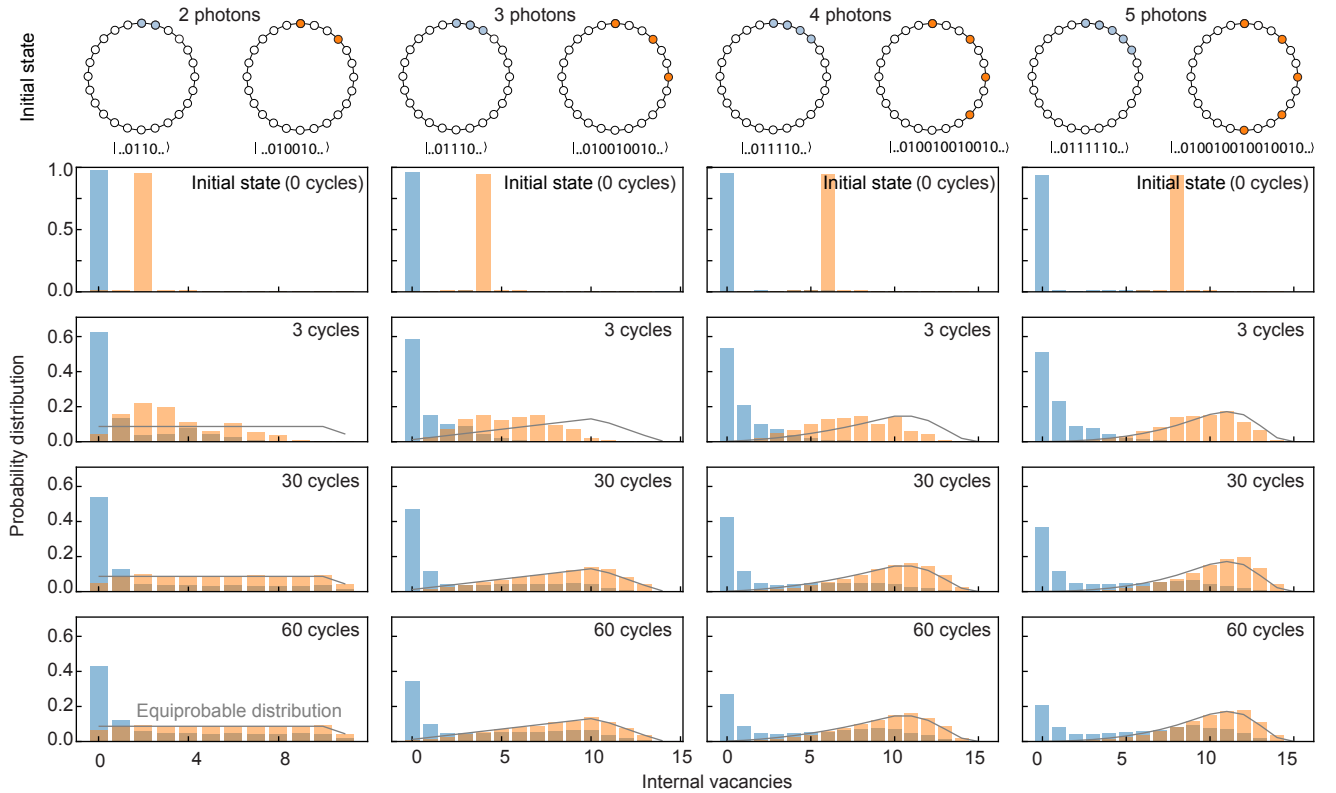 2 photons
3 photons
4 photons
5 photons
Initial state
|..0110..⟩
|..010010..⟩
|..01110..⟩
|..010010010..⟩
|..011110..⟩
|..010010010010..⟩
|..0111110..⟩
|..010010010010010..⟩
Probability distribution
1.0
0.5
0.0
Initial state (0 cycles)
Initial state (0 cycles)
Initial state (0 cycles)
Initial state (0 cycles)
0.6
0.4
0.2
0.0
3 cycles
3 cycles
3 cycles
3 cycles
0.6
0.4
0.2
0.0
30 cycles
30 cycles
30 cycles
30 cycles
0.6
0.4
0.2
0.0
60 cycles
Equiprobable distribution
60 cycles
60 cycles
60 cycles
0 4 8
0 5 10 15
0 5 10 15
0 5 10 15
Internal vacancies